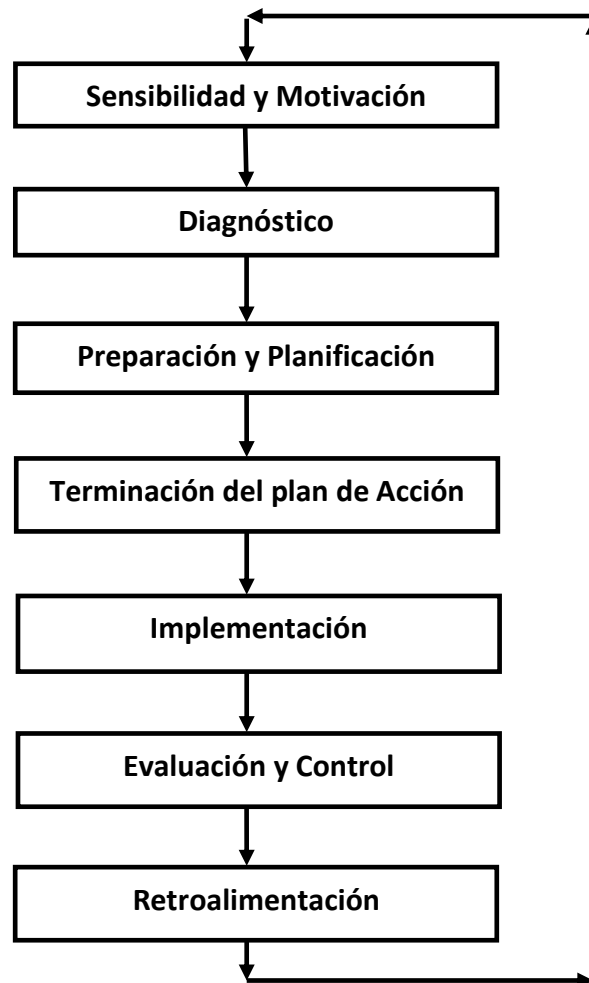 Sensibilidad y Motivación
Diagnóstico
Preparación y Planificación
Terminación del plan de Acción
Implementación
Evaluación y Control
Retroalimentación